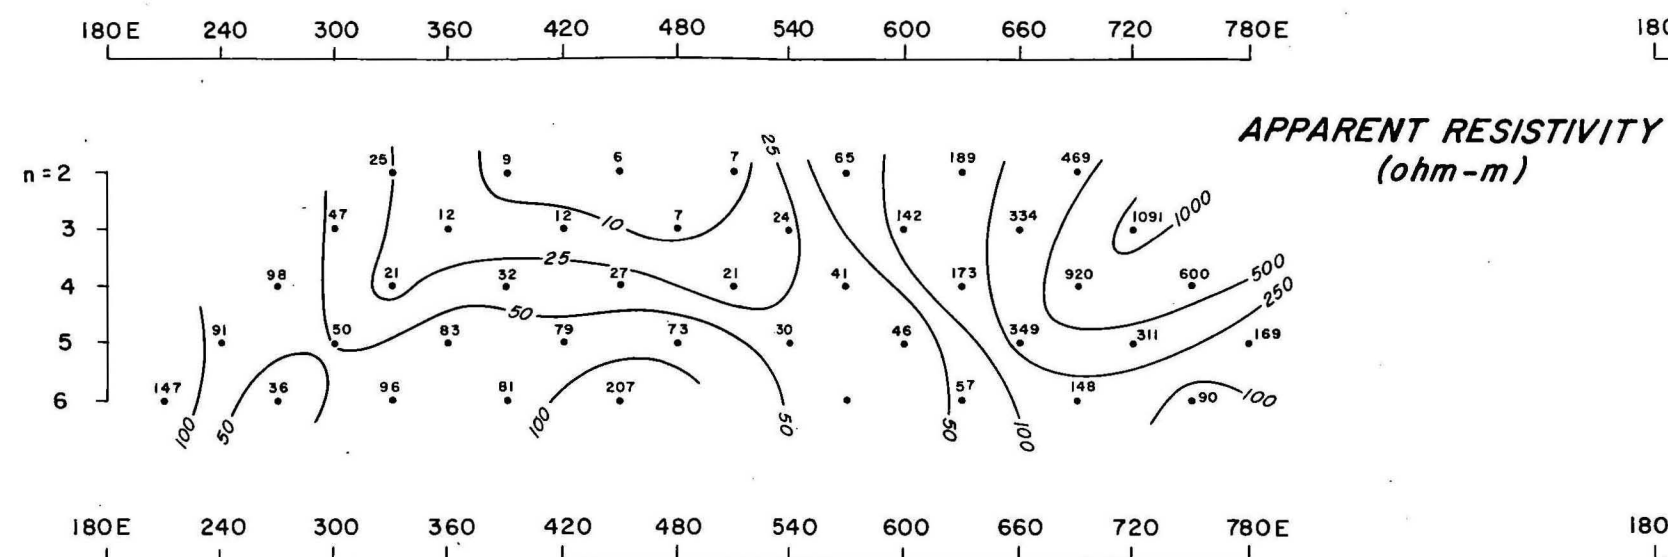 180E 240 300 360 420 480 540 600 660 720 780E 180
APPARENT RESISTIVITY
(ohm-m)
n=2 25 9 6 7 25 65 189 469
3 47 12 12 10 7 24 142 334 1091 1000
4 98 21 32 25 27 21 41 173 920 600 500
250
5 91 50 83 50 79 73 30 46 349 311 169
6 147 36 96 81 207 57 148 90 100
100 50 100 50 50 100
180E 240 300 360 420 480 540 600 660 720 780E 180